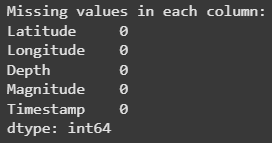 Missing values in each column:
Latitude     0
Longitude    0
Depth        0
Magnitude    0
Timestamp    0
dtype: int64